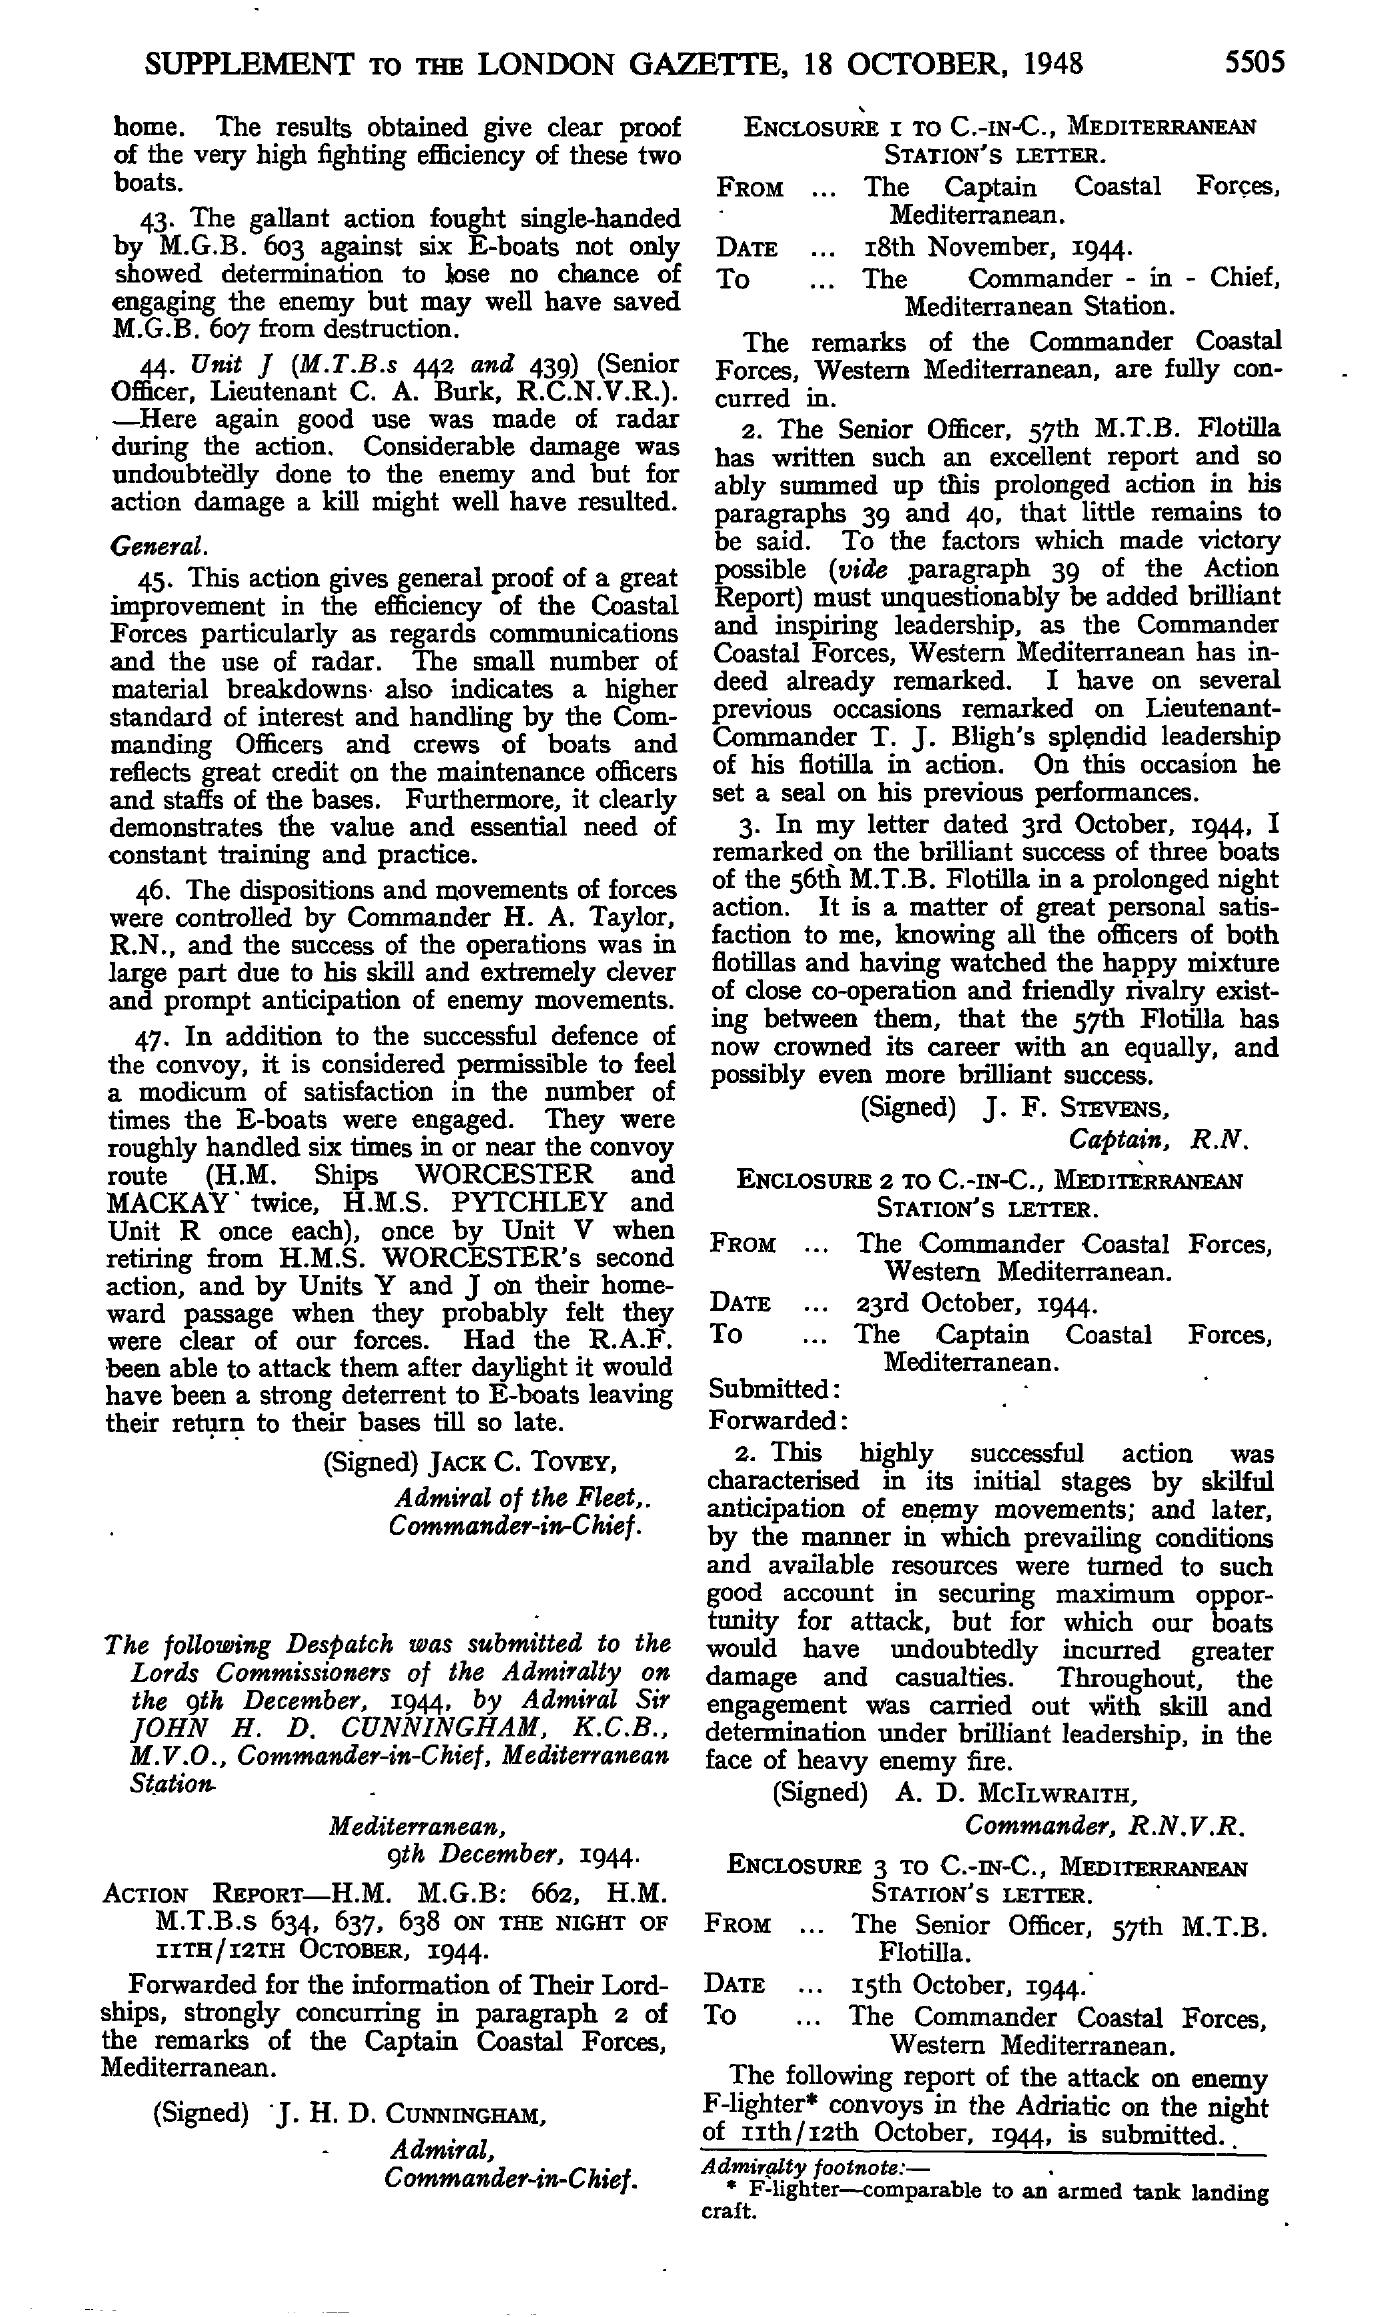 SUPPLEMENT TO THE LONDON GAZETTE, 18 OCTOBER, 1948 5505
home. The results obtained give clear proof
of the very high fighting efficiency of these two
boats.
43. The gallant action fought single-handed
by M.G.B. 603 against six E-boats not only
showed determination to lose no chance of
engaging the enemy but may well have saved
M.G.B. 607 from destruction.
44. Unit J (M.T.B.s 442 and 439) (Senior
Officer, Lieutenant C. A. Burk, R.C.N.V.R.).
—Here again good use was made of radar
during the action. Considerable damage was
undoubtedly done to the enemy and but for
action damage a kill might well have resulted.
General.
45. This action gives general proof of a great
improvement in the efficiency of the Coastal
Forces particularly as regards communications
and the use of radar. The small number of
material breakdowns also indicates a higher
standard of interest and handling by the Com-
manding Officers and crews of boats and
reflects great credit on the maintenance officers
and staffs of the bases. Furthermore, it clearly
demonstrates the value and essential need of
constant training and practice.
46. The dispositions and movements of forces
were controlled by Commander H. A. Taylor,
R.N., and the success of the operations was in
large part due to his skill and extremely clever
and prompt anticipation of enemy movements.
47. In addition to the successful defence of
the convoy, it is considered permissible to feel
a modicum of satisfaction in the number of
times the E-boats were engaged. They were
roughly handled six times in or near the convoy
route (H.M. Ships WORCESTER and
MACKAY twice, H.M.S. PYTCHLEY and
Unit R once each), once by Unit V when
retiring from H.M.S. WORCESTER's second
action, and by Units Y and J on their home-
ward passage when they probably felt they
were clear of our forces. Had the R.A.F.
been able to attack them after daylight it would
have been a strong deterrent to E-boats leaving
their return to their bases till so late.
(Signed) JACK C. TOVEY,
Admiral of the Fleet,.
Commander-in-Chief.
The following Despatch was submitted to the
Lords Commissioners of the Admiralty on
the 9th December, 1944, by Admiral Sir
JOHN H. D. CUNNINGHAM, K.C.B.,
M.V.O., Commander-in-Chief, Mediterranean
Station.
Mediterranean,
9th December, 1944.
ACTION REPORT—H.M. M.G.B: 662, H.M.
M.T.B.s 634, 637, 638 ON THE NIGHT OF
11TH/12TH OCTOBER, 1944.
Forwarded for the information of Their Lord-
ships, strongly concurring in paragraph 2 of
the remarks of the Captain Coastal Forces,
Mediterranean.
(Signed) J. H. D. CUNNINGHAM,
Admiral,
Commander-in-Chief.
ENCLOSURE 1 TO C.-IN-C., MEDITERRANEAN
STATION'S LETTER.
FROM ... The Captain Coastal Forces,
Mediterranean.
DATE ... 18th November, 1944.
To ... The Commander - in - Chief,
Mediterranean Station.
The remarks of the Commander Coastal
Forces, Western Mediterranean, are fully con-
curred in.
2. The Senior Officer, 57th M.T.B. Flotilla
has written such an excellent report and so
ably summed up this prolonged action in his
paragraphs 39 and 40, that little remains to
be said. To the factors which made victory
possible (vide paragraph 39 of the Action
Report) must unquestionably be added brilliant
and inspiring leadership, as the Commander
Coastal Forces, Western Mediterranean has in-
deed already remarked. I have on several
previous occasions remarked on Lieutenant-
Commander T. J. Bligh's splendid leadership
of his flotilla in action. On this occasion he
set a seal on his previous performances.
3. In my letter dated 3rd October, 1944, I
remarked on the brilliant success of three boats
of the 56th M.T.B. Flotilla in a prolonged night
action. It is a matter of great personal satis-
faction to me, knowing all the officers of both
flotillas and having watched the happy mixture
of close co-operation and friendly rivalry exist-
ing between them, that the 57th Flotilla has
now crowned its career with an equally, and
possibly even more brilliant success.
(Signed) J. F. STEVENS,
Captain, R.N.
ENCLOSURE 2 TO C.-IN-C., MEDITERRANEAN
STATION'S LETTER.
FROM ... The Commander Coastal Forces,
Western Mediterranean.
DATE ... 23rd October, 1944.
To ... The Captain Coastal Forces,
Mediterranean.
Submitted:
Forwarded:
2. This highly successful action was
characterised in its initial stages by skilful
anticipation of enemy movements; and later,
by the manner in which prevailing conditions
and available resources were turned to such
good account in securing maximum oppor-
tunity for attack, but for which our boats
would have undoubtedly incurred greater
damage and casualties. Throughout, the
engagement was carried out with skill and
determination under brilliant leadership, in the
face of heavy enemy fire.
(Signed) A. D. MCILWRAITH,
Commander, R.N.V.R.
ENCLOSURE 3 TO C.-IN-C., MEDITERRANEAN
STATION'S LETTER.
FROM ... The Senior Officer, 57th M.T.B.
Flotilla.
DATE ... 15th October, 1944.
To ... The Commander Coastal Forces,
Western Mediterranean.
The following report of the attack on enemy
F-lighter* convoys in the Adriatic on the night
of 11th/12th October, 1944, is submitted.
Admiralty footnote:—
* F-lighter—comparable to an armed tank landing
craft.